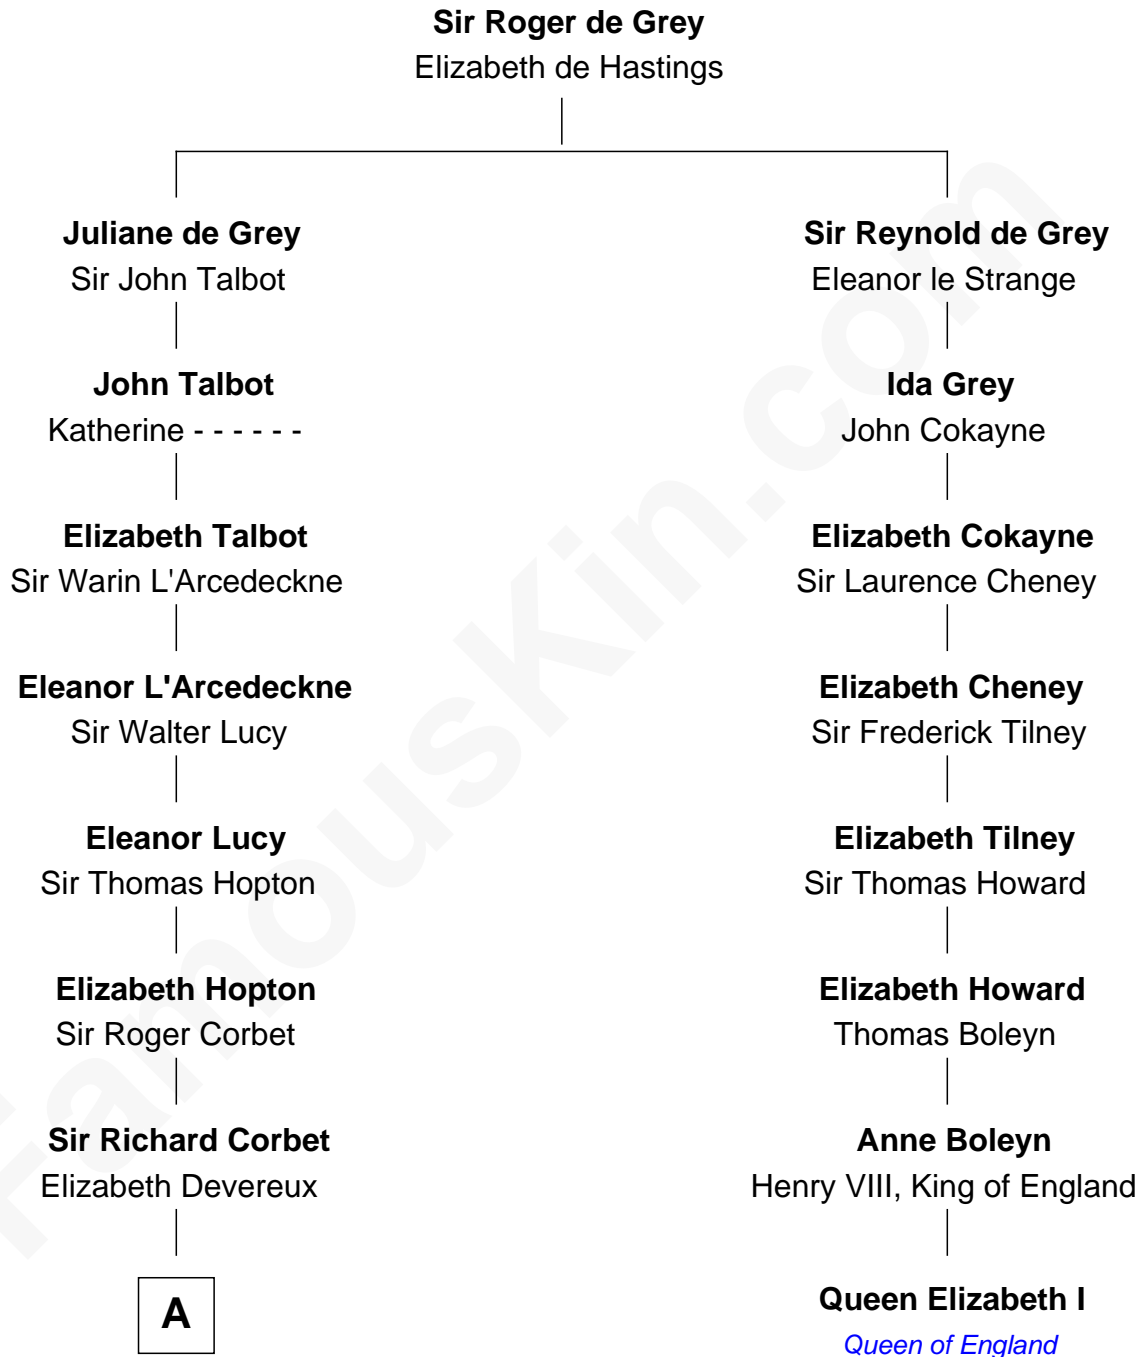 Sir Roger de Grey
Elizabeth de Hastings
Juliane de Grey
Sir John Talbot
John Talbot
Katherine - - - - - -
Elizabeth Talbot
Sir Warin L'Arcedeckne
Eleanor L'Arcedeckne
Sir Walter Lucy
Eleanor Lucy
Sir Thomas Hopton
Elizabeth Hopton
Sir Roger Corbet
Sir Richard Corbet
Elizabeth Devereux
A
Sir Reynold de Grey
Eleanor le Strange
Ida Grey
John Cokayne
Elizabeth Cokayne
Sir Laurence Cheney
Elizabeth Cheney
Sir Frederick Tilney
Elizabeth Tilney
Sir Thomas Howard
Elizabeth Howard
Thomas Boleyn
Anne Boleyn
Henry VIII, King of England
Queen Elizabeth I
Queen of England
FamousKin.com